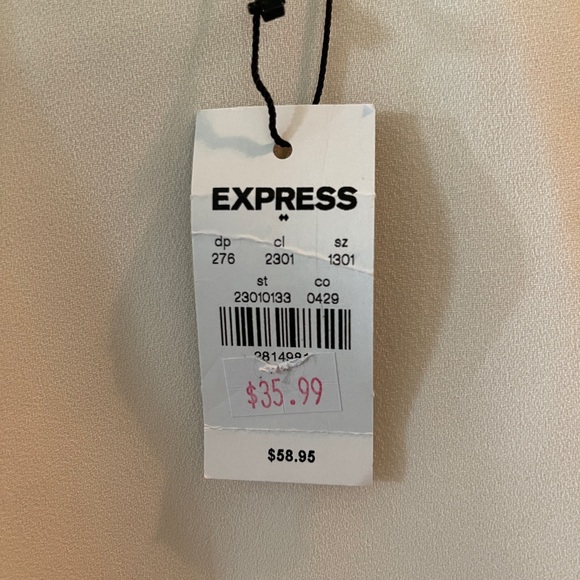 EXPRESS
dp cl sz
276 2301 1301
st co
23010133 0429
$35.99
$58.95